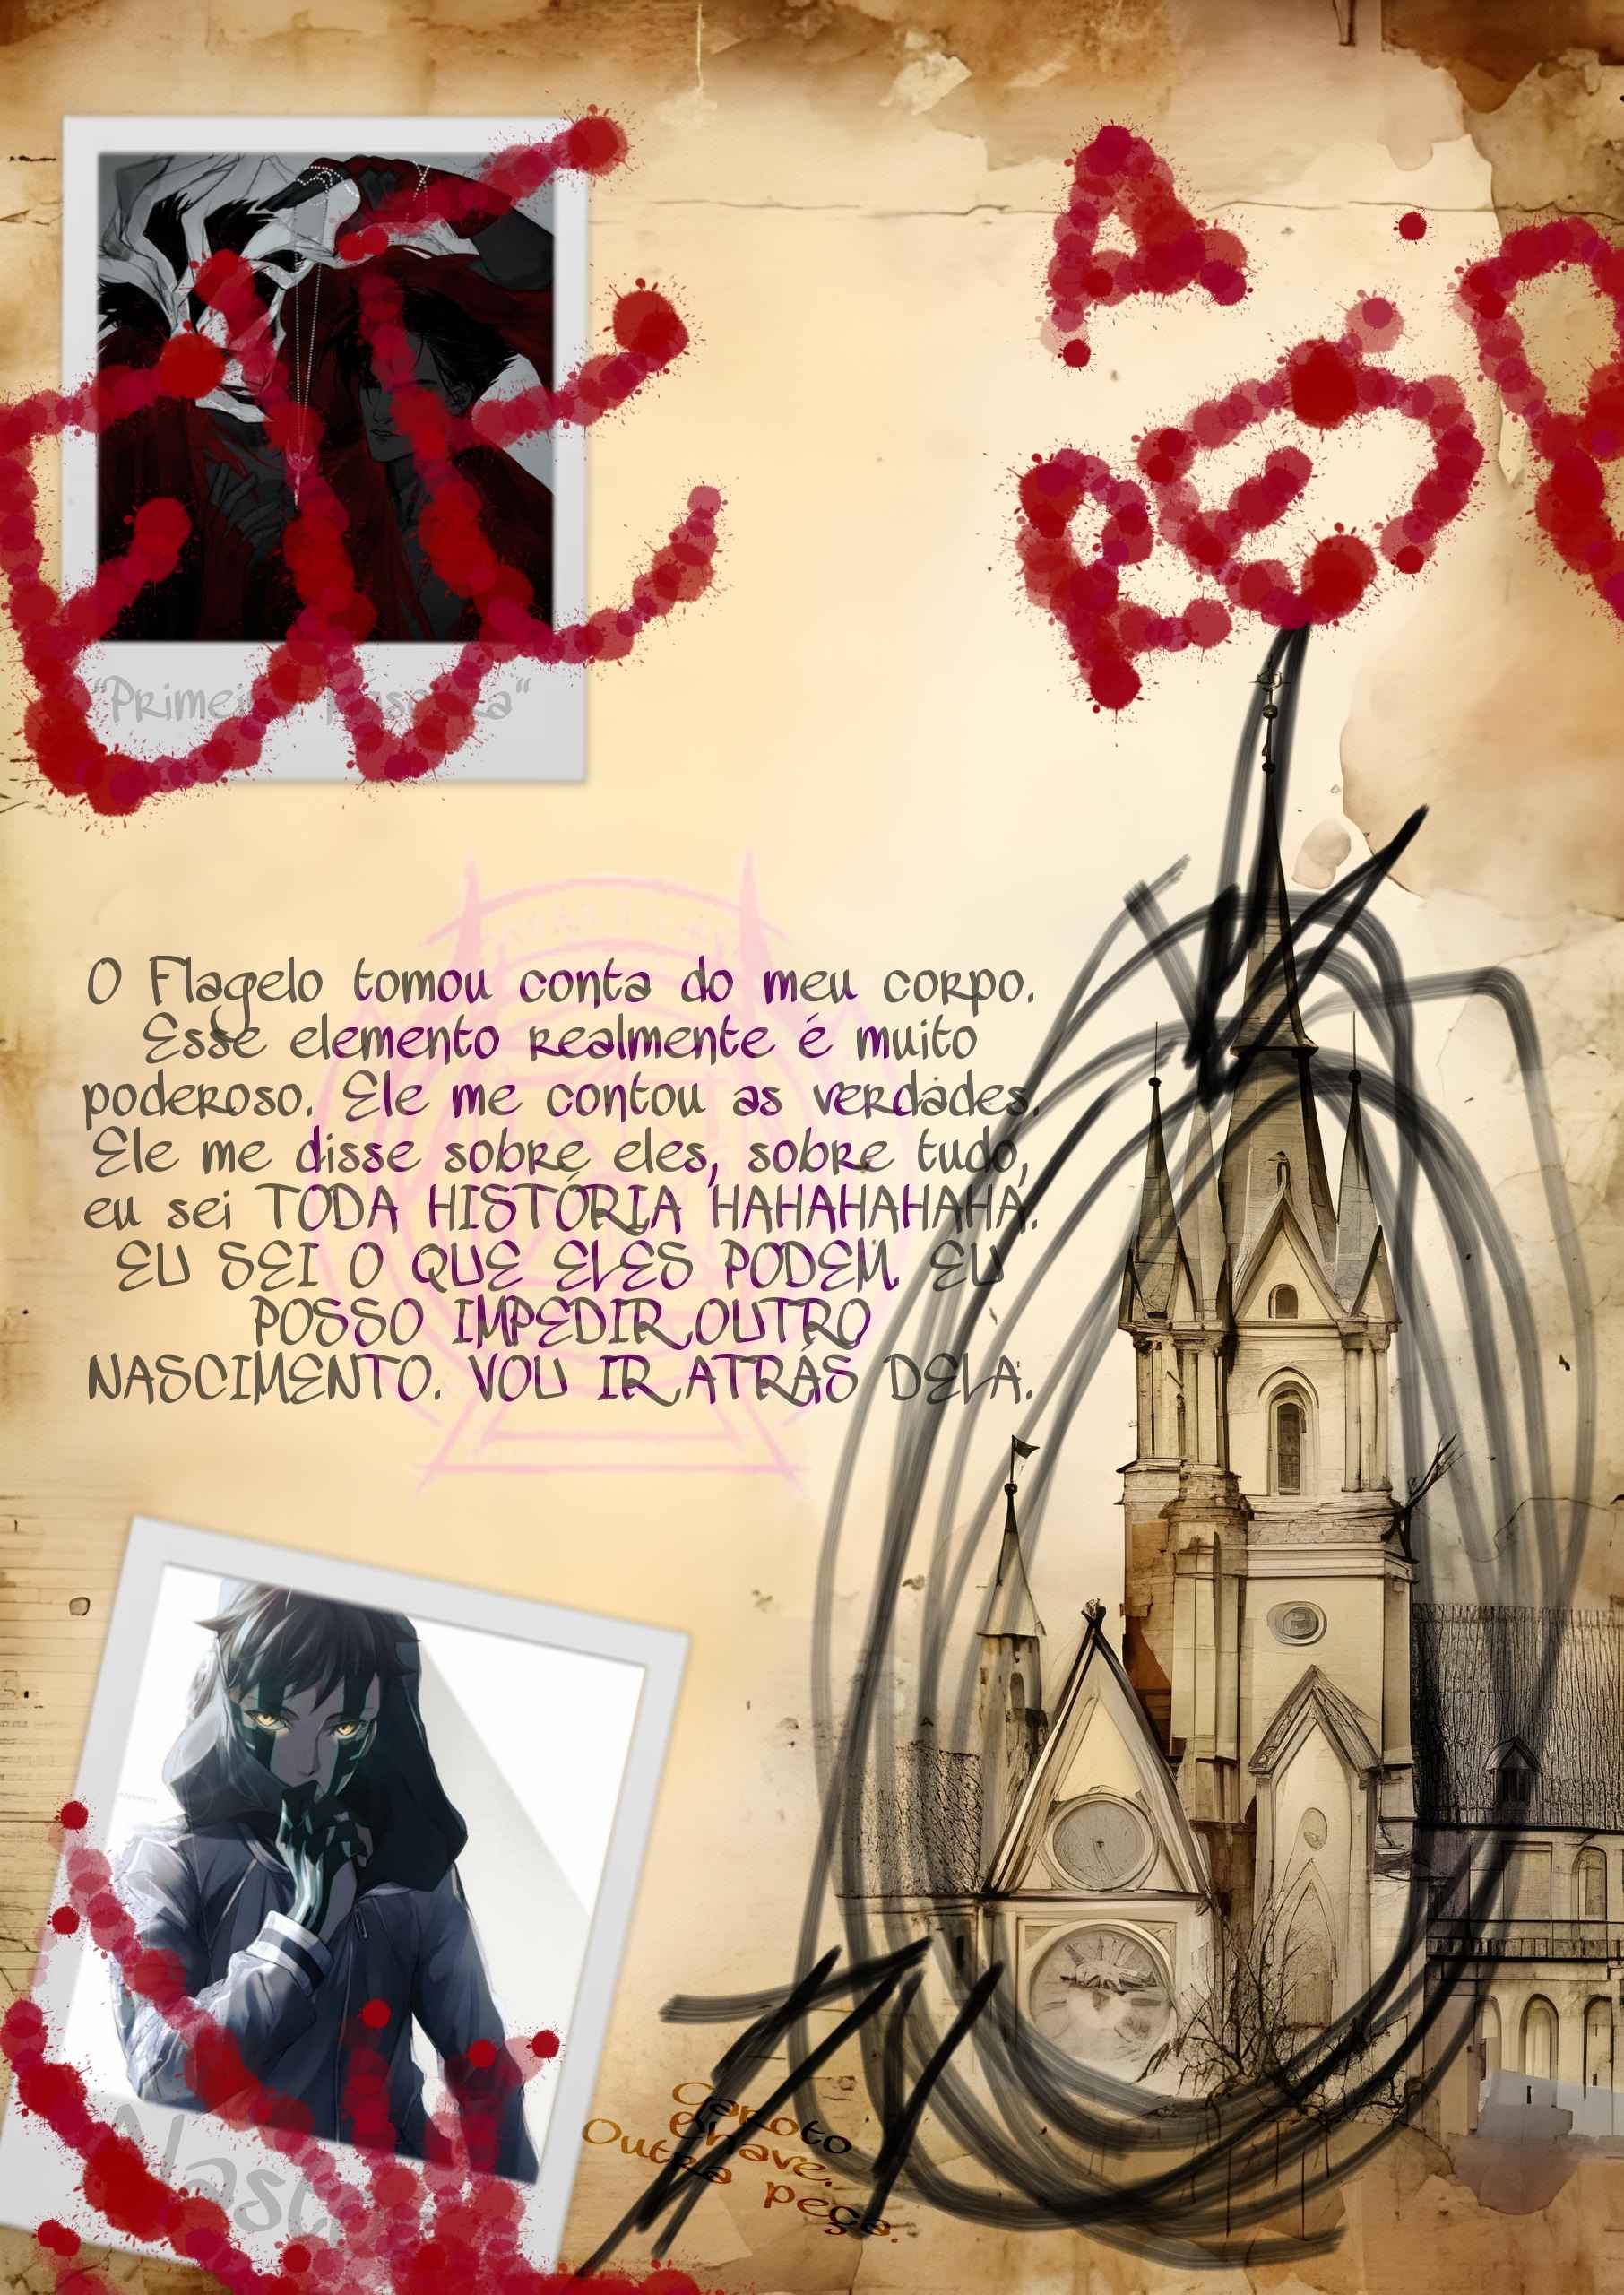 A
"Primeira
O Flagelo tomou conta do meu corpo.
Esse elemento realmente é muito
poderoso. Ele me contou as verdades.
Ele me disse sobre eles, sobre tudo,
eu sei TODA HISTÓRIA HAHAHAHAHA.
EU SEI O QUE ELES PODEM. EU
POSSO IMPEDIR OUTRO
NASCIMENTO. VOU IR ATRÁS DELA.
Garoto
Chave.
Outra peça.